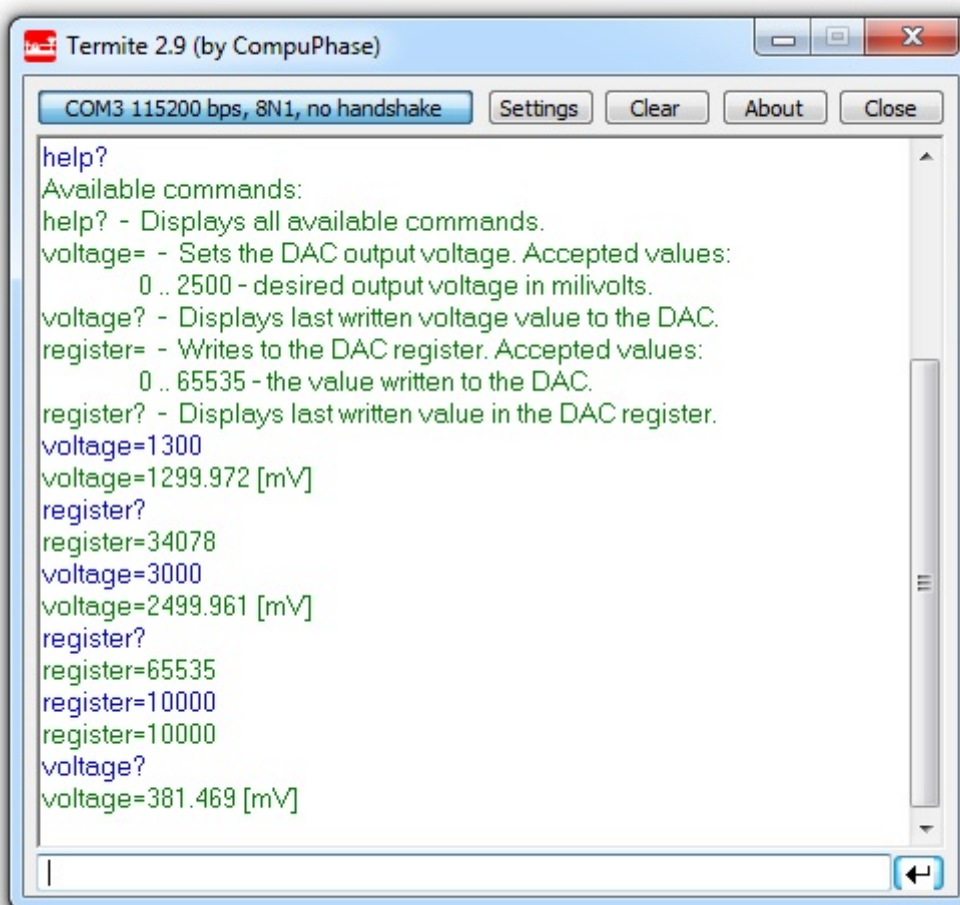 Termite 2.9 (by CompuPhase)
COM3 115200 bps, 8N1, no handshake Settings Clear About Close
help?
Available commands:
help? - Displays all available commands.
voltage= - Sets the DAC output voltage. Accepted values:
0 .. 2500 - desired output voltage in milivolts.
voltage? - Displays last written voltage value to the DAC.
register= - Writes to the DAC register. Accepted values:
0 .. 65535 - the value written to the DAC.
register? - Displays last written value in the DAC register.
voltage=1300
voltage=1299.972 [mV]
register?
register=34078
voltage=3000
voltage=2499.961 [mV]
register?
register=65535
register=10000
register=10000
voltage?
voltage=381.469 [mV]